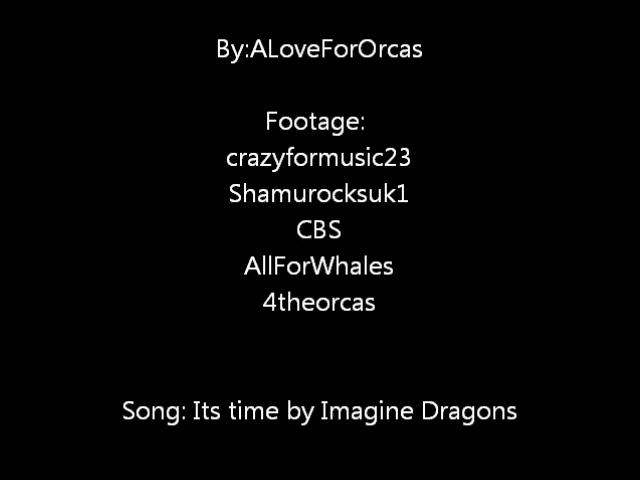 By:ALoveForOrcas
Footage:
crazyformusic23
Shamurocksuk1
CBS
AllForWhales
4theorcas
Song: Its time by Imagine Dragons